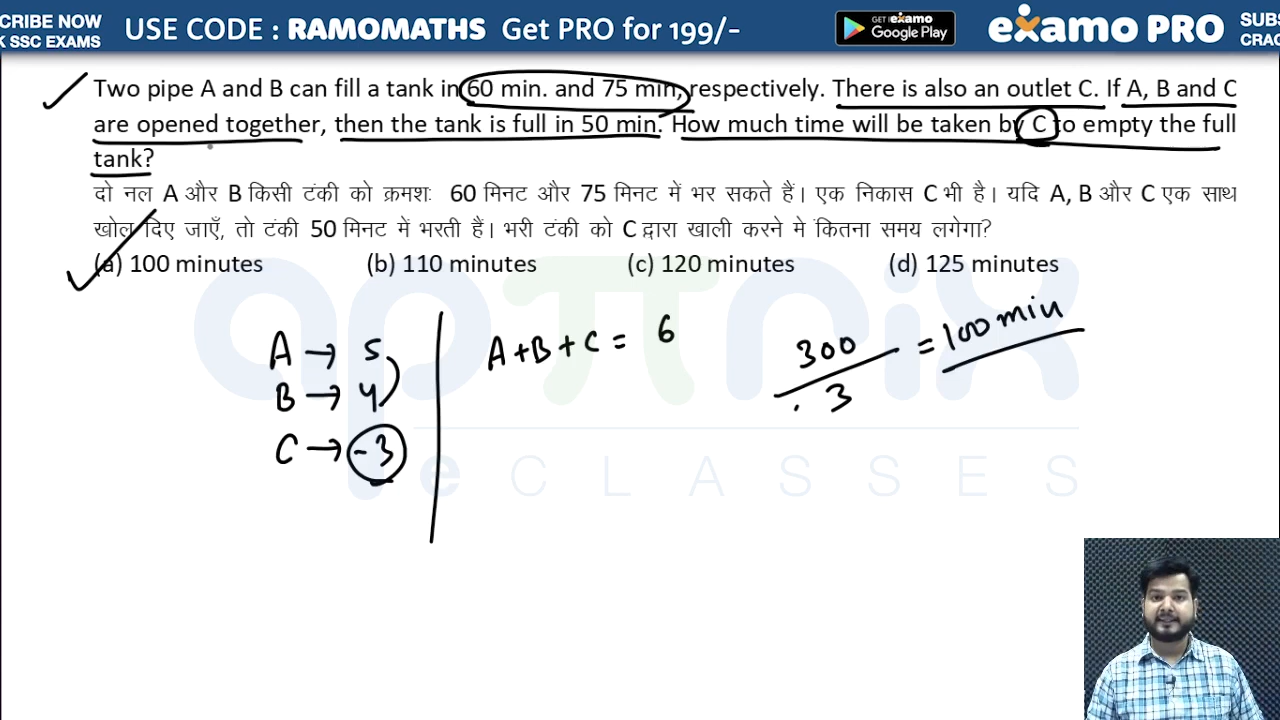 CRIBE NOW
K SSC EXAMS
USE CODE : RAMOMATHS Get PRO for 199/-
GET IT ON examo
Google Play
examo PRO
SUBS
CRAC
Two pipe A and B can fill a tank in 60 min. and 75 min, respectively. There is also an outlet C. If A, B and C
are opened together, then the tank is full in 50 min. How much time will be taken by C to empty the full
tank?
दो नल A और B किसी टंकी को क्रमशः 60 मिनट और 75 मिनट में भर सकते हैं। एक निकास C भी है। यदि A, B और C एक साथ
खोल दिए जाएँ, तो टंकी 50 मिनट में भरती हैं। भरी टंकी को C द्वारा खाली करने मे कितना समय लगेगा?
(a) 100 minutes (b) 110 minutes (c) 120 minutes (d) 125 minutes
A → 5
B → 4
C → -3
A+B+C = 6
300
3
= 100 min
apππix
eCLASSES